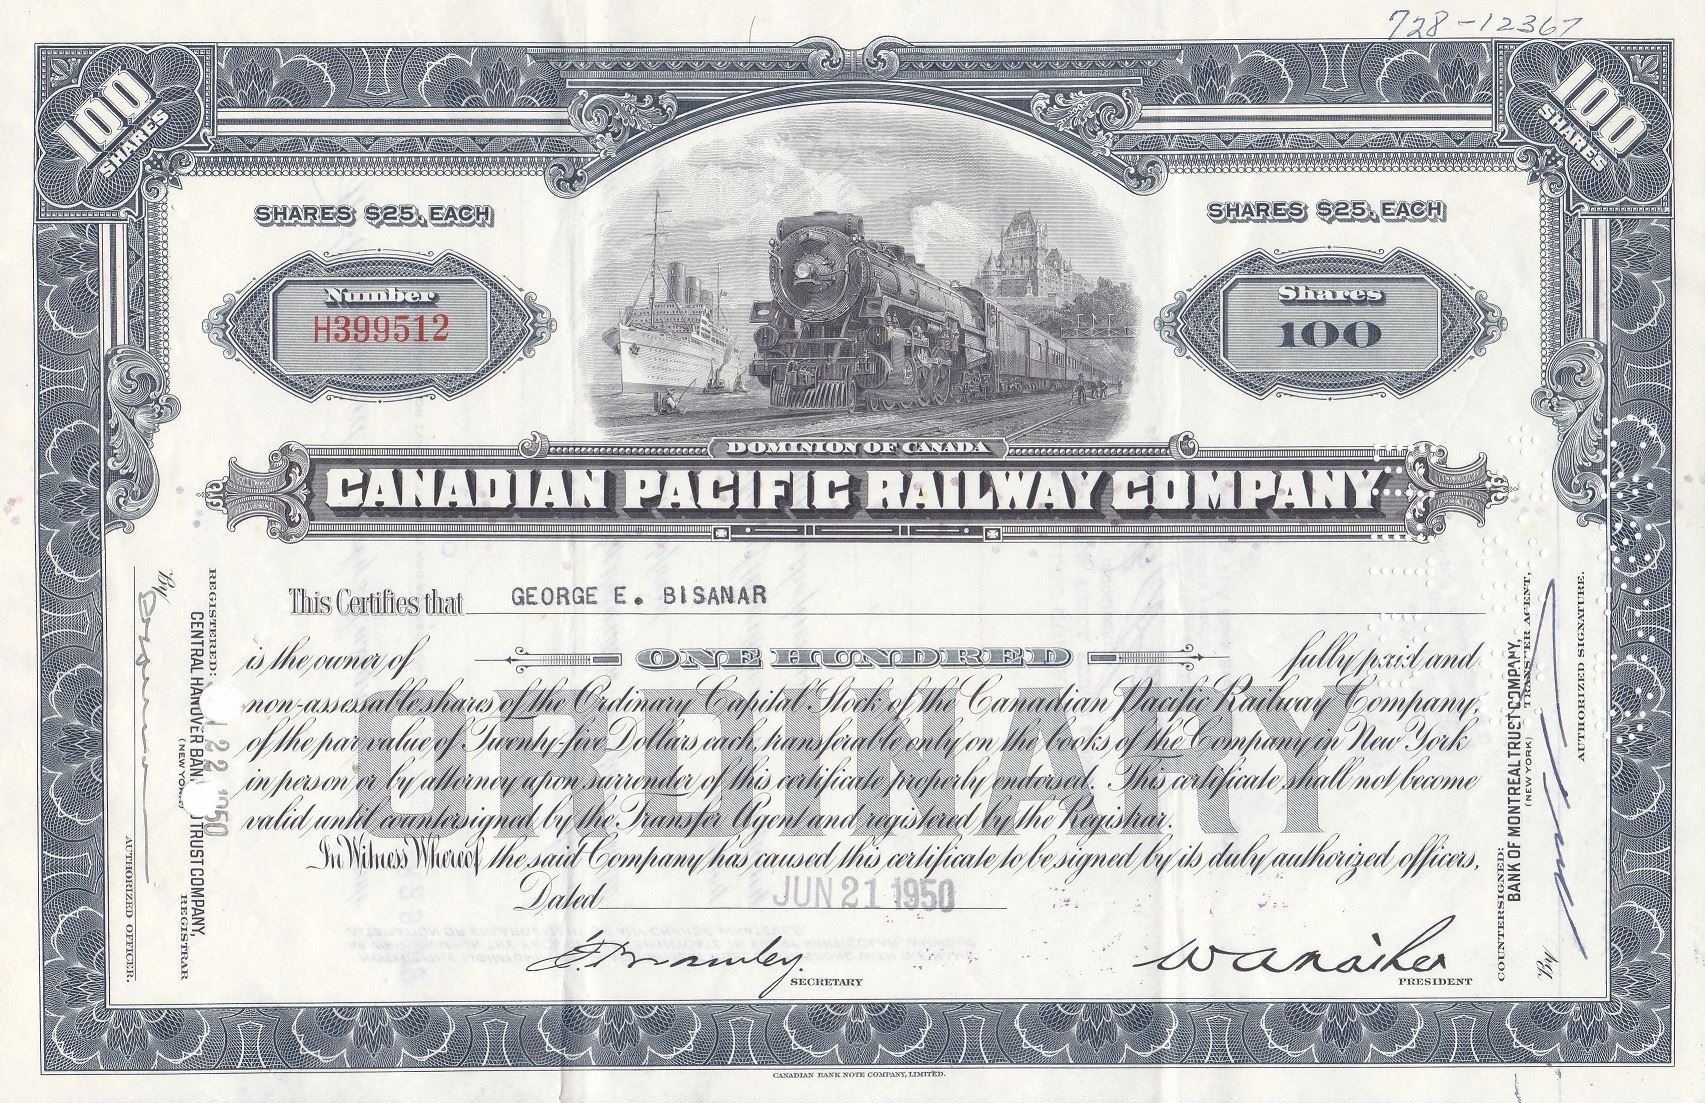 728-12367
100 SHARES
100 SHARES
SHARES $25. EACH
SHARES $25. EACH
Number
H399512
Shares
100
DOMINION OF CANADA
CANADIAN PACIFIC RAILWAY COMPANY
This Certifies that GEORGE E. BISANAR
is the owner of ONE HUNDRED fully paid and
ORDINARY
non-assessable shares of the Ordinary Capital Stock of the Canadian Pacific Railway Company,
of the par value of Twenty-five Dollars each, transferable only on the books of the Company in New York
in person or by attorney upon surrender of this certificate properly endorsed. This certificate shall not become
valid until countersigned by the Transfer Agent and registered by the Registrar.
In Witness Whereof the said Company has caused this certificate to be signed by its duly authorized officers,
Dated JUN 21 1950
SECRETARY
PRESIDENT
REGISTERED:
CENTRAL HANOVER BAN TRUST COMPANY,
(NEW YORK) REGISTRAR
22 1950
By
AUTHORIZED OFFICER.
COUNTERSIGNED:
BANK OF MONTREAL TRUST COMPANY,
(NEW YORK) TRANSFER AGENT,
By
AUTHORIZED SIGNATURE.
CANADIAN BANK NOTE COMPANY, LIMITED.